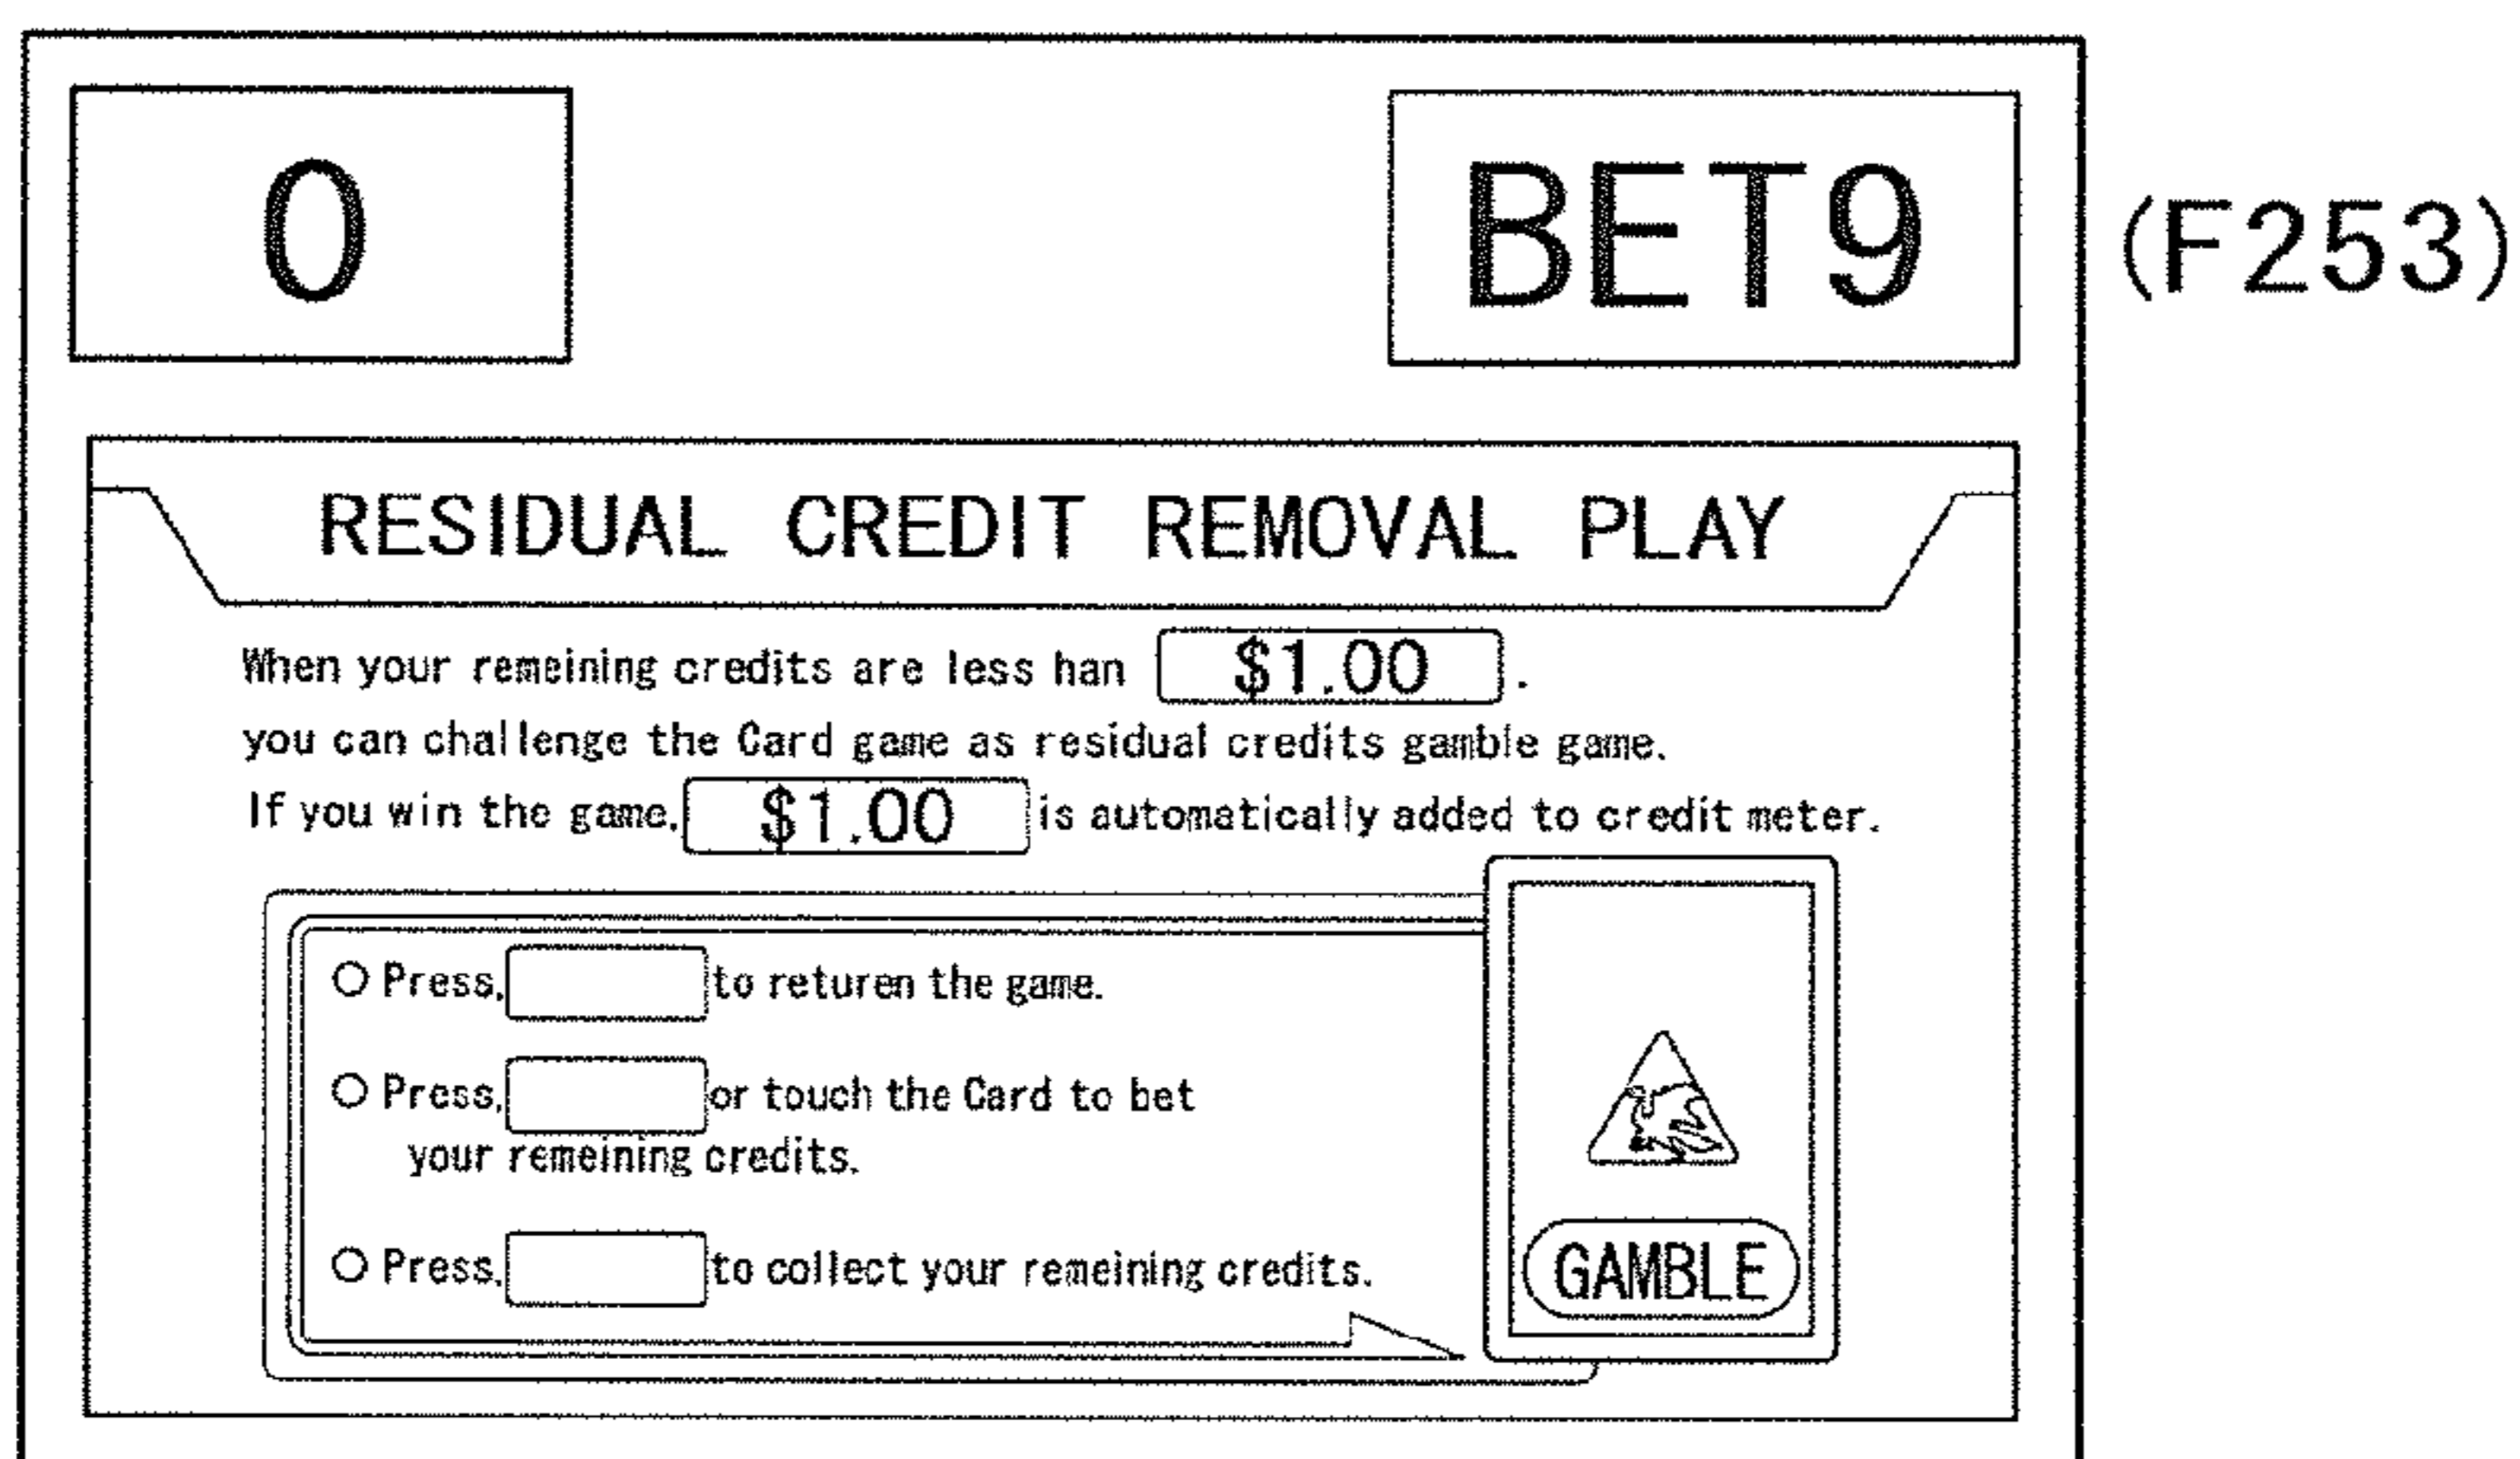 0
BET9
(F253)
RESIDUAL CREDIT REMOVAL PLAY
When your remeining credits are less han $1.00 .
you can challenge the Card game as residual credits gamble game.
If you win the game, $1.00 is automatically added to credit meter.
○ Press, to returen the game.
○ Press, or touch the Card to bet
your remeining credits.
○ Press, to collect your remeining credits.
GAMBLE